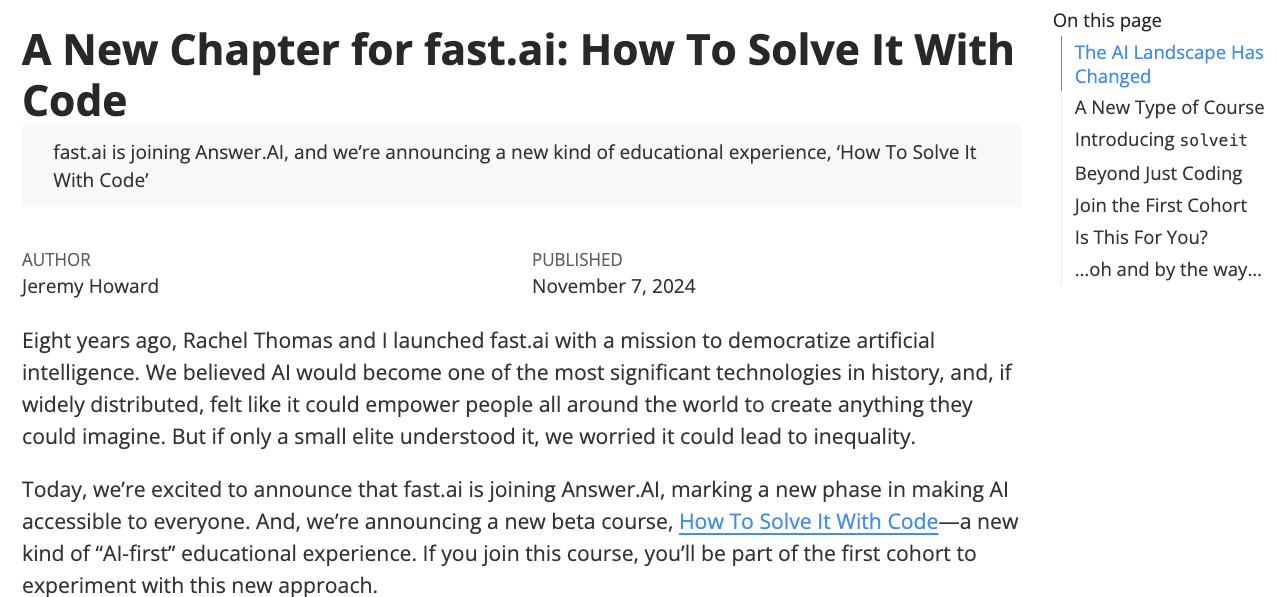 A New Chapter for fast.ai: How To Solve It With
Code
fast.ai is joining Answer.AI, and we’re announcing a new kind of educational experience, ‘How To Solve It
With Code’
AUTHOR
Jeremy Howard
PUBLISHED
November 7, 2024
Eight years ago, Rachel Thomas and I launched fast.ai with a mission to democratize artificial
intelligence. We believed AI would become one of the most significant technologies in history, and, if
widely distributed, felt like it could empower people all around the world to create anything they
could imagine. But if only a small elite understood it, we worried it could lead to inequality.
Today, we’re excited to announce that fast.ai is joining Answer.AI, marking a new phase in making AI
accessible to everyone. And, we’re announcing a new beta course, How To Solve It With Code—a new
kind of “AI-first” educational experience. If you join this course, you’ll be part of the first cohort to
experiment with this new approach.
On this page
The AI Landscape Has
Changed
A New Type of Course
Introducing solveit
Beyond Just Coding
Join the First Cohort
Is This For You?
…oh and by the way…